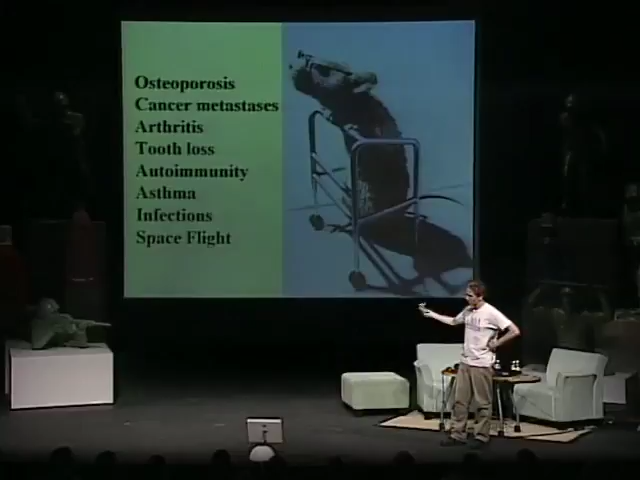 Osteoporosis
Cancer metastases
Arthritis
Tooth loss
Autoimmunity
Asthma
Infections
Space Flight